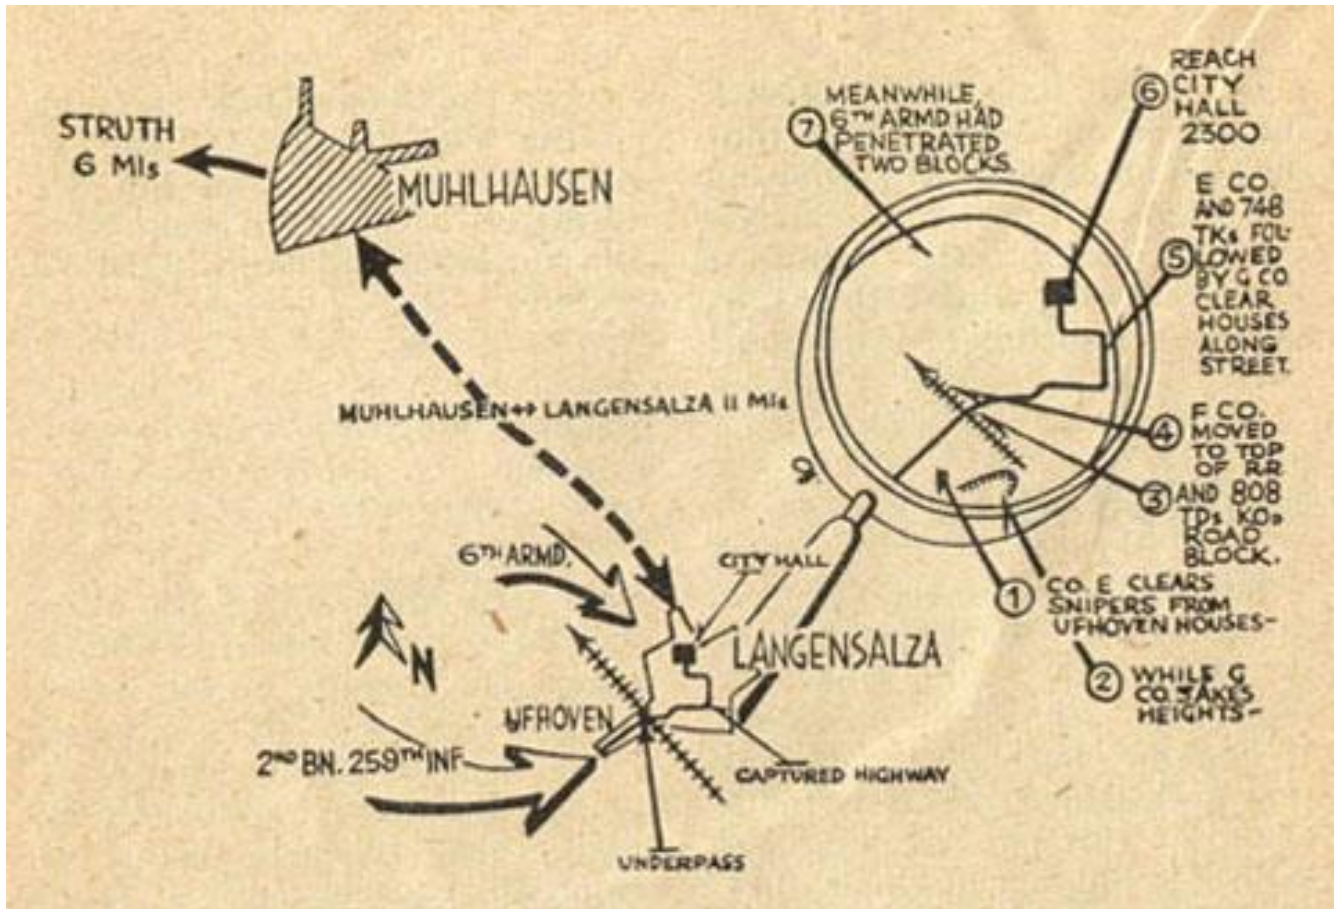 STRUTH
6 MIs
MUHLHAUSEN
MUHLHAUSEN ↔ LANGENSALZA 11 MIs
6TH ARMD.
CITY HALL
LANGENSALZA
N
UFHOVEN
2ND BN. 259TH INF
CAPTURED HIGHWAY
UNDERPASS
7
MEANWHILE,
6TH ARMD HAD
PENETRATED
TWO BLOCKS.
6
REACH
CITY
HALL
2300
5
E CO.
AND 748
TKs FOL-
LOWED
BY G CO
CLEAR
HOUSES
ALONG
STREET.
4
F CO.
MOVED
TO TOP
OF RR
3
AND 808
TDs KOs
ROAD
BLOCK.
1
CO. E CLEARS
SNIPERS FROM
UFHOVEN HOUSES-
2
WHILE G
CO. TAKES
HEIGHTS-